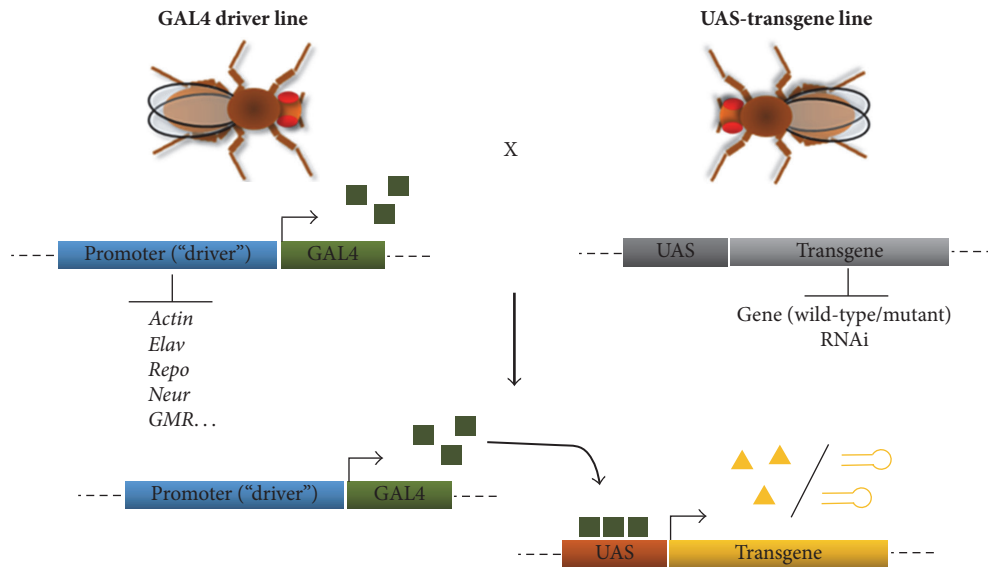 GAL4 driver line
UAS-transgene line
X
Promoter (“driver”)
GAL4
UAS
Transgene
Actin
Elav
Repo
Neur
GMR...
Gene (wild-type/mutant)
RNAi
Promoter (“driver”)
GAL4
UAS
Transgene